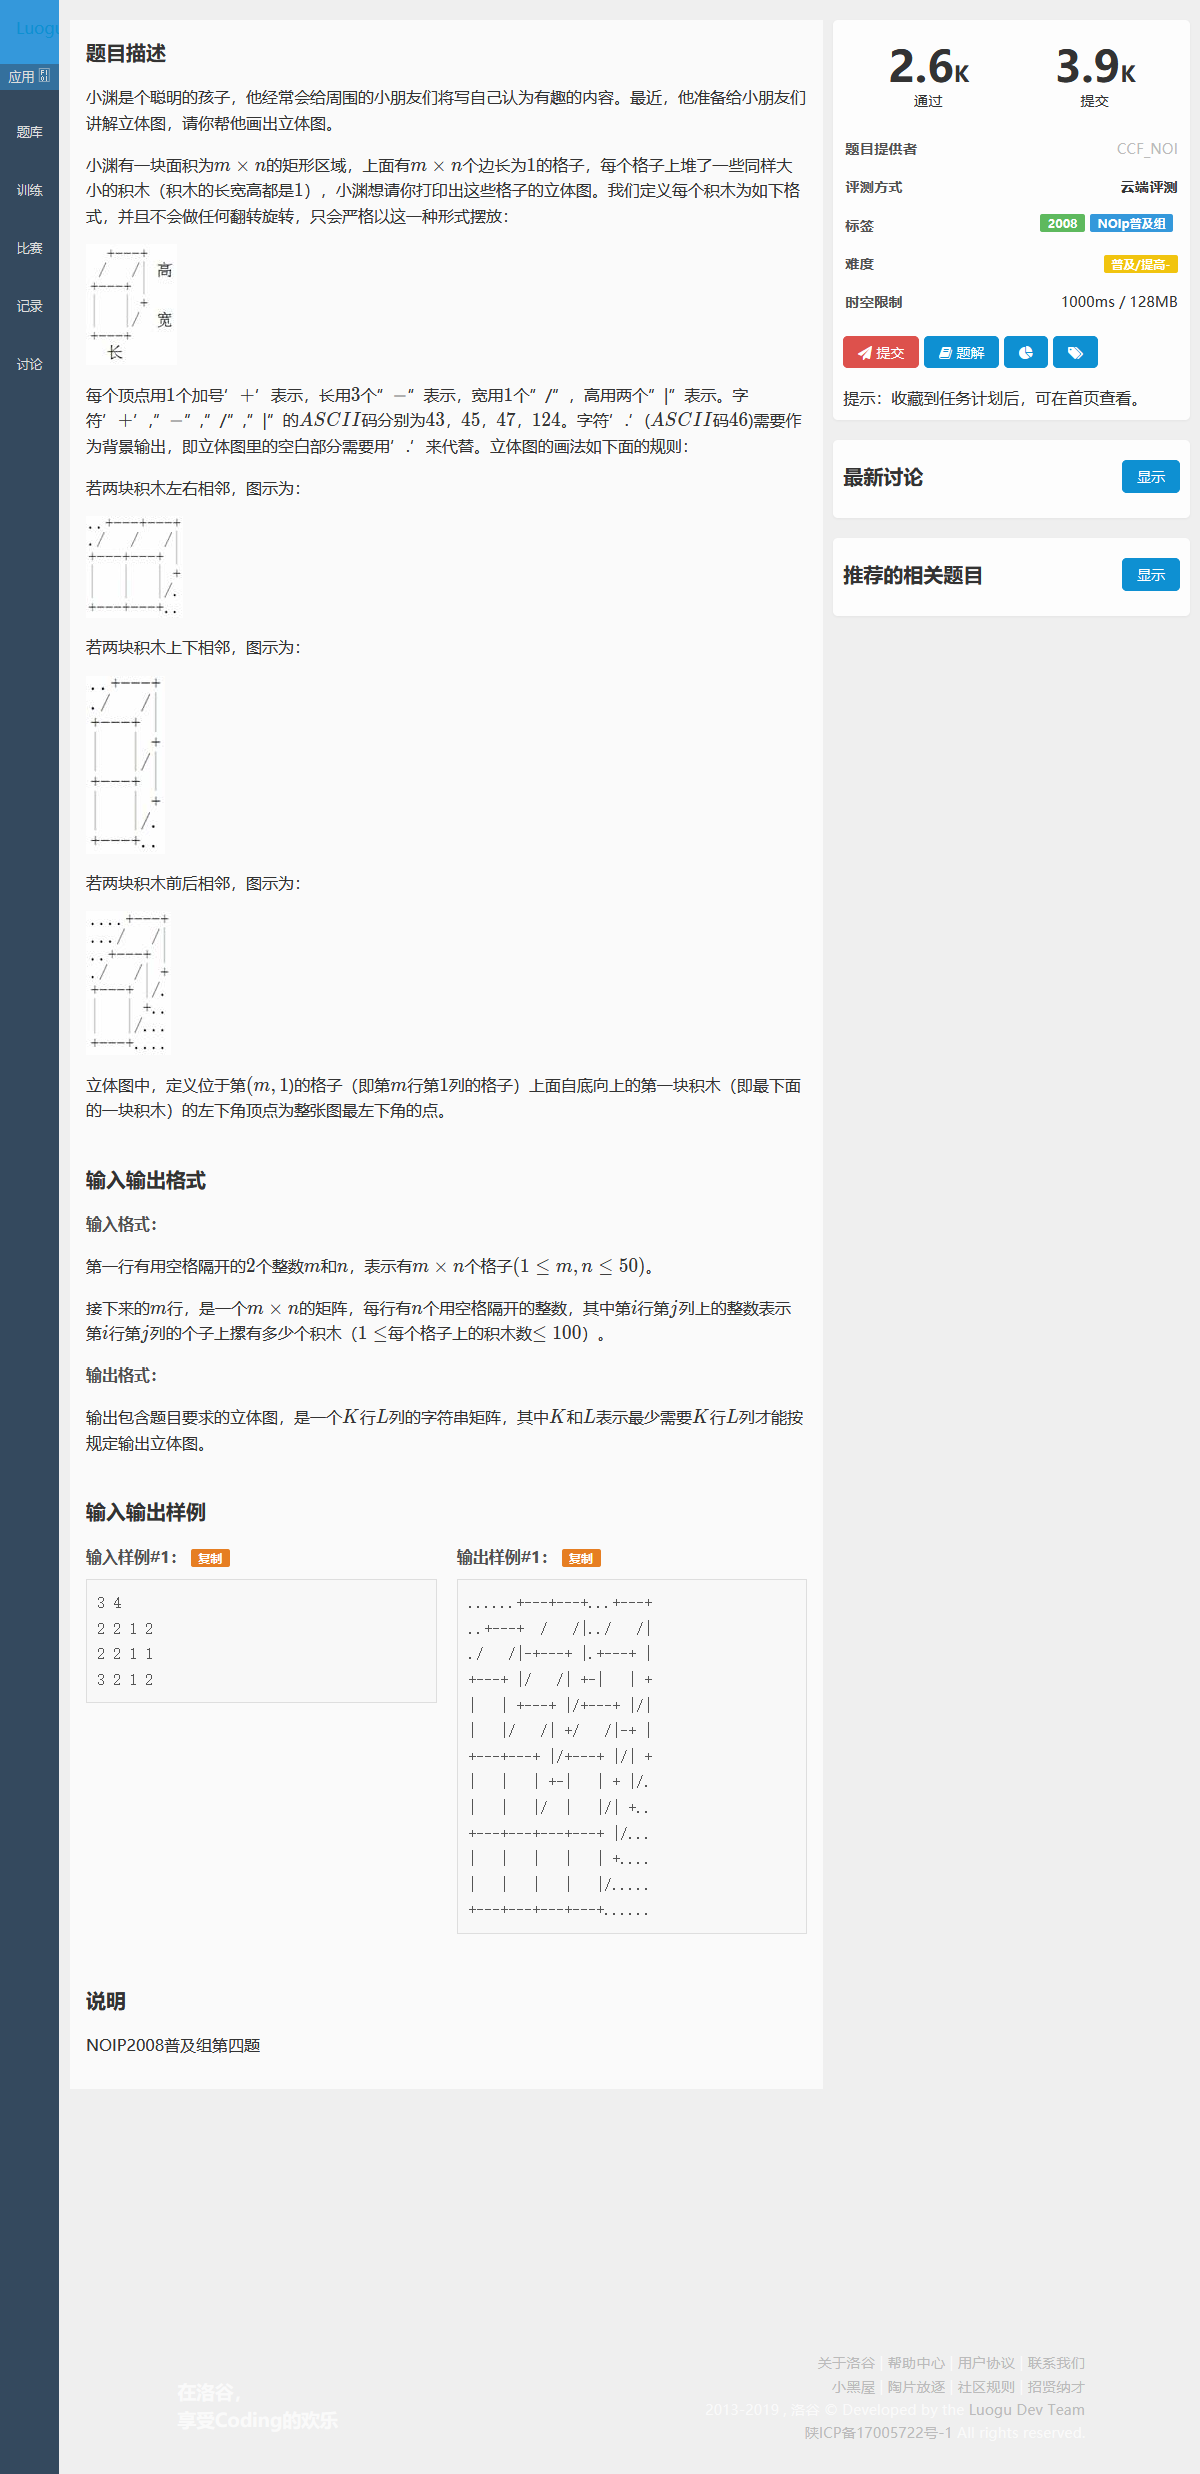 Luogu
应用
题库
训练
比赛
记录
讨论
题目描述
小渊是个聪明的孩子，他经常会给周围的小朋友们将写自己认为有趣的内容。最近，他准备给小朋友们
讲解立体图，请你帮他画出立体图。
小渊有一块面积为m × n的矩形区域，上面有m × n个边长为1的格子，每个格子上堆了一些同样大
小的积木（积木的长宽高都是1），小渊想请你打印出这些格子的立体图。我们定义每个积木为如下格
式，并且不会做任何翻转旋转，只会严格以这一种形式摆放：
  +---+
 /   /| 高
+---+ |
|   | +
|   |/ 宽
+---+
  长
每个顶点用1个加号’+’表示，长用3个”−”表示，宽用1个”/”，高用两个”|”表示。字
符’+’,”−”,”/”,”|”的ASCII码分别为43，45，47，124。字符’.’(ASCII码46)需要作
为背景输出，即立体图里的空白部分需要用’.’来代替。立体图的画法如下面的规则：
若两块积木左右相邻，图示为：
..+---+---+
./   /   /|
+---+---+ |
|   |   | +
|   |   |/.
+---+---+..
若两块积木上下相邻，图示为：
..+---+
./   /|
+---+ |
|   | +
|   |/|
+---+ |
|   | +
|   |/.
+---+..
若两块积木前后相邻，图示为：
....+---+
.../   /|
..+---+ |
./   /| +
+---+ |/.
|   | +..
|   |/...
+---+....
立体图中，定义位于第(m, 1)的格子（即第m行第1列的格子）上面自底向上的第一块积木（即最下面
的一块积木）的左下角顶点为整张图最左下角的点。
输入输出格式
输入格式：
第一行有用空格隔开的2个整数m和n，表示有m × n个格子(1 ≤ m, n ≤ 50)。
接下来的m行，是一个m × n的矩阵，每行有n个用空格隔开的整数，其中第i行第j列上的整数表示
第i行第j列的个子上摞有多少个积木（1 ≤每个格子上的积木数≤ 100）。
输出格式：
输出包含题目要求的立体图，是一个K行L列的字符串矩阵，其中K和L表示最少需要K行L列才能按
规定输出立体图。
输入输出样例
输入样例#1： 复制
3 4
2 2 1 2
2 2 1 1
3 2 1 2
输出样例#1： 复制
......+---+---+...+---+
..+---+  /   /|../   /|
./   /|-+---+ |.+---+ |
+---+ |/   /| +-|   | +
|   | +---+ |/+---+ |/|
|   |/   /| +/   /|-+ |
+---+---+ |/+---+ |/| +
|   |   | +-|   | + |/.
|   |   |/  |   |/| +..
+---+---+---+---+ |/...
|   |   |   |   | +....
|   |   |   |   |/.....
+---+---+---+---+......
说明
NOIP2008普及组第四题
2.6K
通过
3.9K
提交
题目提供者 CCF_NOI
评测方式 云端评测
标签 2008 NOIp普及组
难度 普及/提高-
时空限制 1000ms / 128MB
提交 题解
提示：收藏到任务计划后，可在首页查看。
最新讨论 显示
推荐的相关题目 显示
在洛谷，
享受Coding的欢乐
关于洛谷 | 帮助中心 | 用户协议 | 联系我们
小黑屋 | 陶片放逐 | 社区规则 | 招贤纳才
2013-2019 , 洛谷 © Developed by the Luogu Dev Team
陕ICP备17005722号-1 All rights reserved.